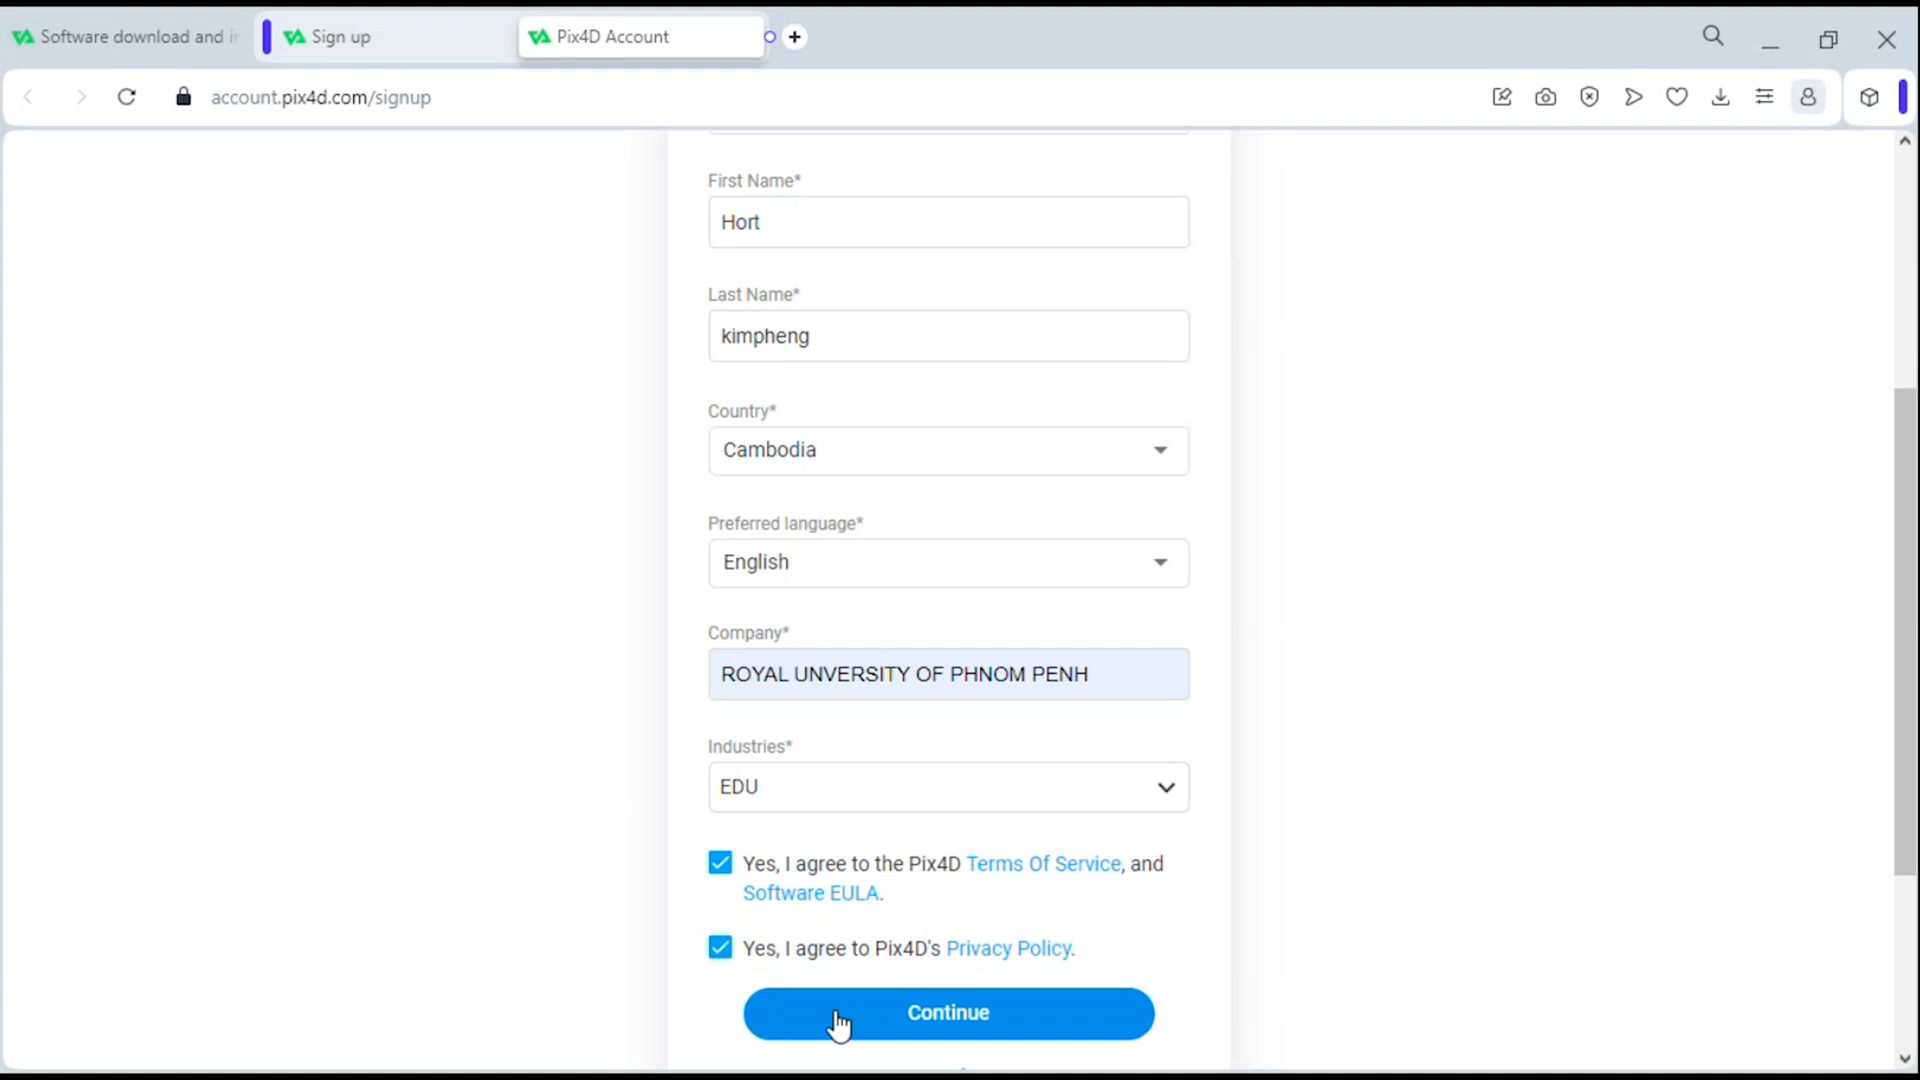 Software download and i
Sign up
Pix4D Account
account.pix4d.com/signup
First Name*
Hort
Last Name*
kimpheng
Country*
Cambodia
Preferred language*
English
Company*
ROYAL UNVERSITY OF PHNOM PENH
Industries*
EDU
Yes, I agree to the Pix4D Terms Of Service, and
Software EULA.
Yes, I agree to Pix4D's Privacy Policy.
Continue